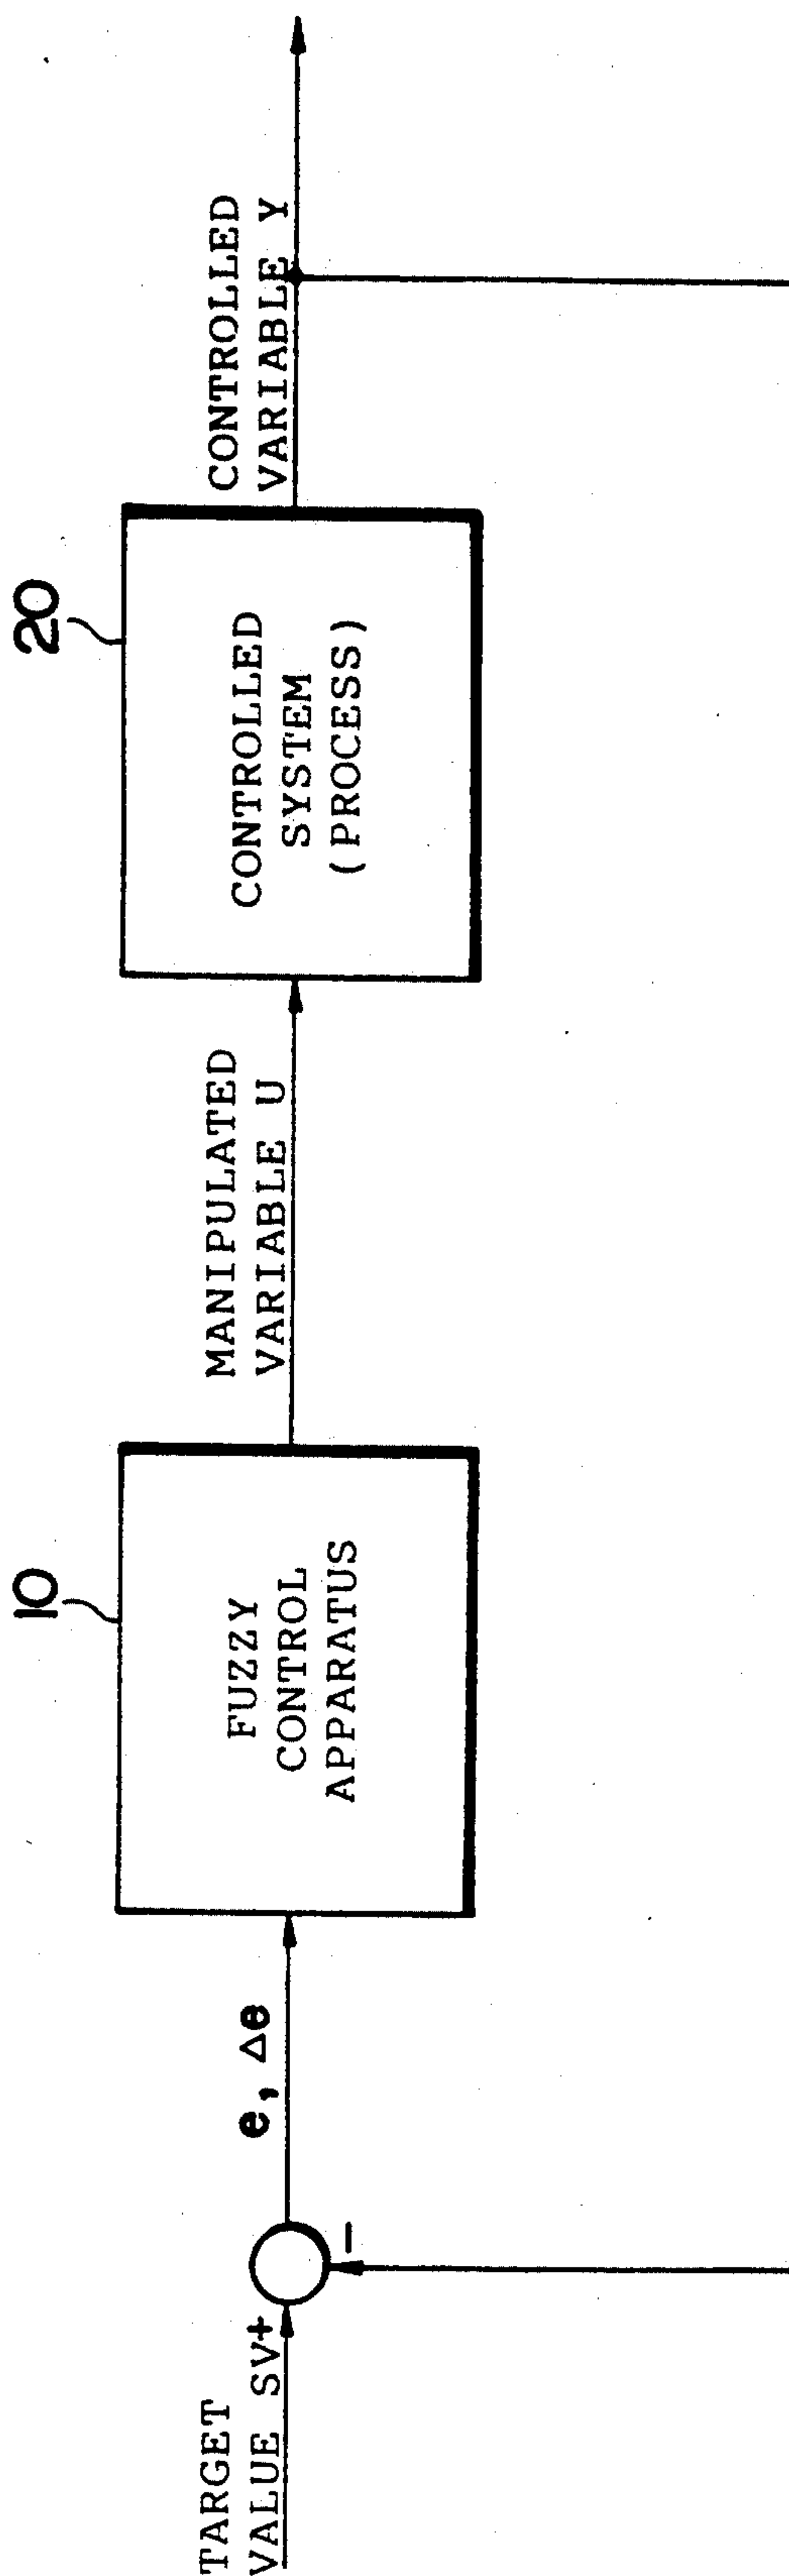 TARGET
VALUE SV+
-
e, Δe
10
FUZZY
CONTROL
APPARATUS
MANIPULATED
VARIABLE U
20
CONTROLLED
SYSTEM
(PROCESS)
CONTROLLED
VARIABLE Y